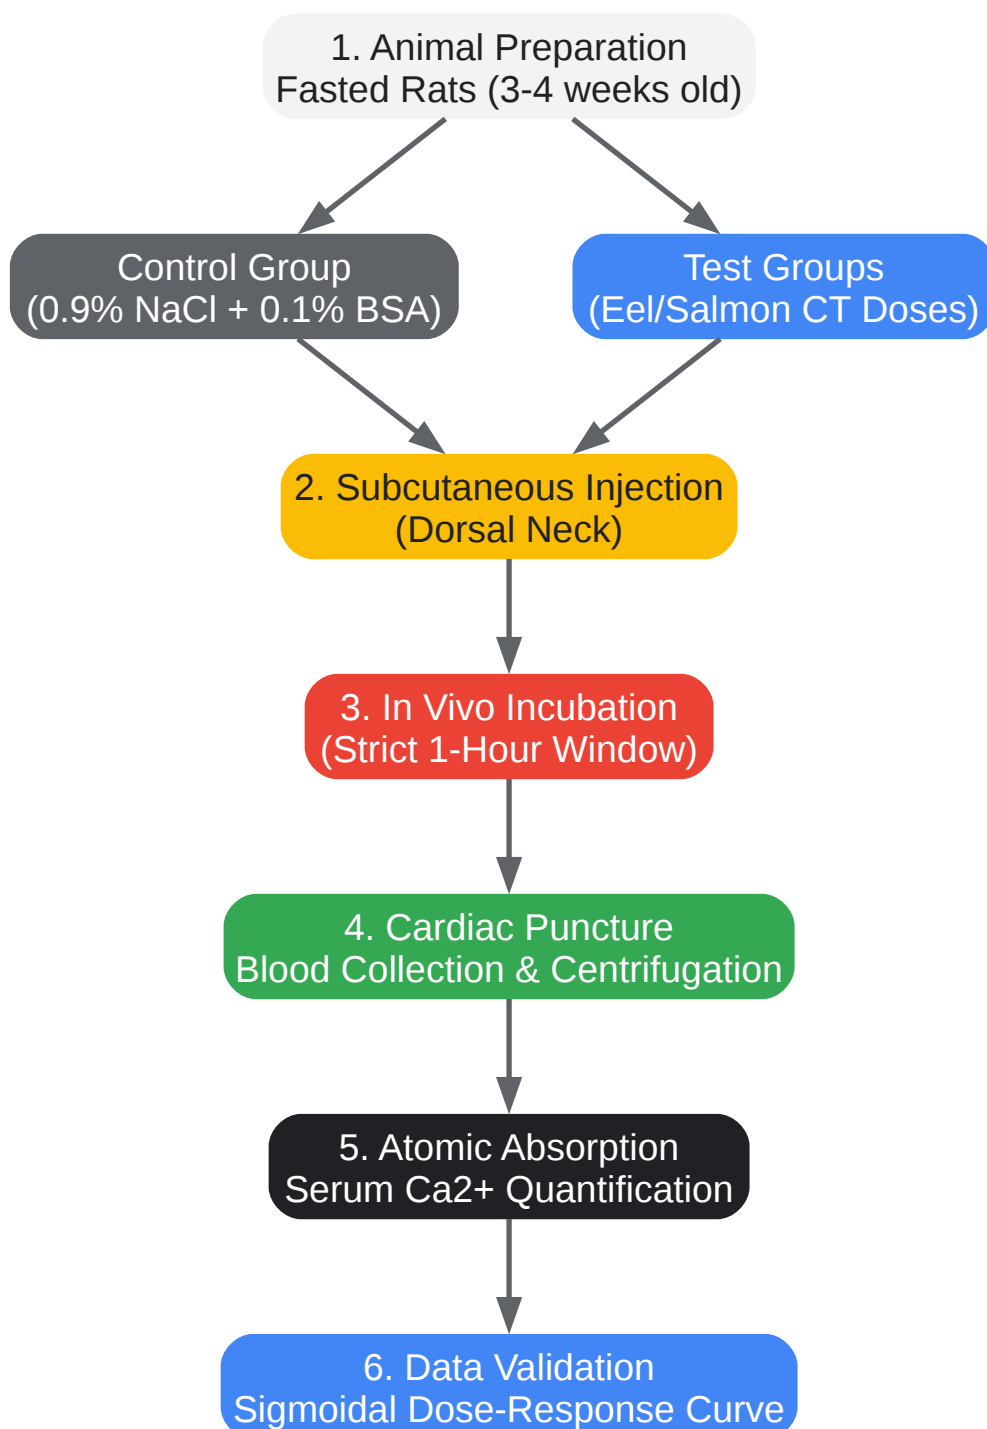 1. Animal Preparation
Fasted Rats (3-4 weeks old)
Control Group
(0.9% NaCl + 0.1% BSA)
Test Groups
(Eel/Salmon CT Doses)
2. Subcutaneous Injection
(Dorsal Neck)
3. In Vivo Incubation
(Strict 1-Hour Window)
4. Cardiac Puncture
Blood Collection & Centrifugation
5. Atomic Absorption
Serum Ca2+ Quantification
6. Data Validation
Sigmoidal Dose-Response Curve